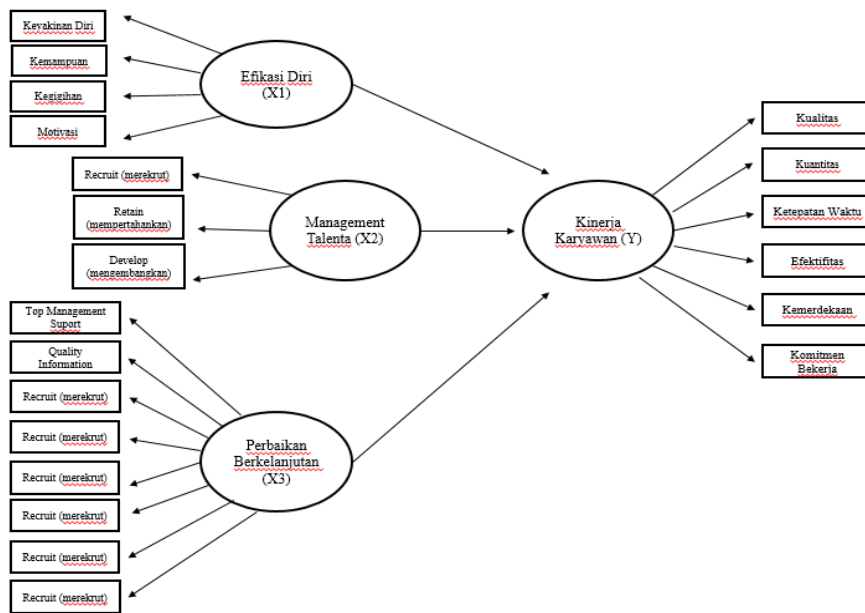 Keyakinan Diri
Kemampuan
Kegigihan
Motivasi
Efikasi Diri
(X1)
Recruit (merekrut)
Retain
(mempertahankan)
Develop
(mengembangkan)
Management
Talenta (X2)
Top Management
Suport
Quality
Information
Recruit (merekrut)
Recruit (merekrut)
Recruit (merekrut)
Recruit (merekrut)
Recruit (merekrut)
Recruit (merekrut)
Perbaikan
Berkelanjutan
(X3)
Kinerja
Karyawan (Y)
Kualitas
Kuantitas
Ketepatan Waktu
Efektifitas
Kemerdekaan
Komitmen
Bekerja